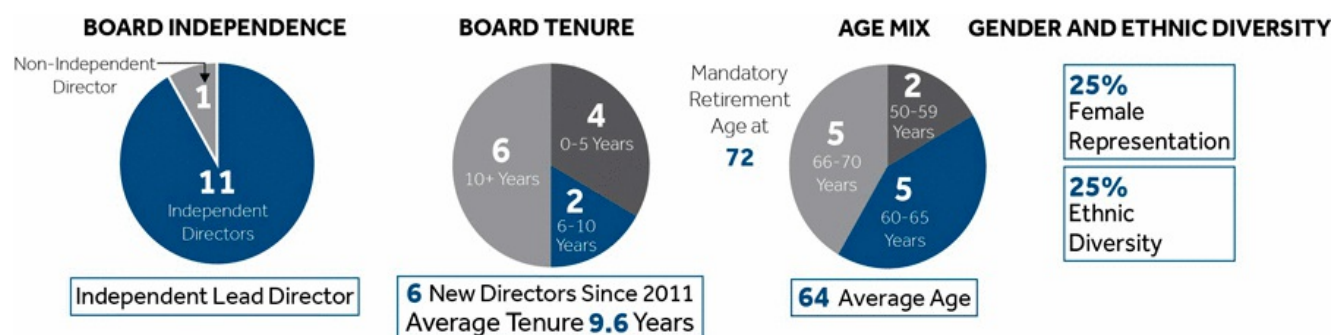 BOARD INDEPENDENCE
Non-Independent
Director
1
11
Independent
Directors
Independent Lead Director
BOARD TENURE
4
0-5 Years
6
10+ Years
2
6-10
Years
6 New Directors Since 2011
Average Tenure 9.6 Years
AGE MIX
Mandatory
Retirement
Age at
72
2
50-59
Years
5
66-70
Years
5
60-65
Years
64 Average Age
GENDER AND ETHNIC DIVERSITY
25%
Female
Representation
25%
Ethnic
Diversity